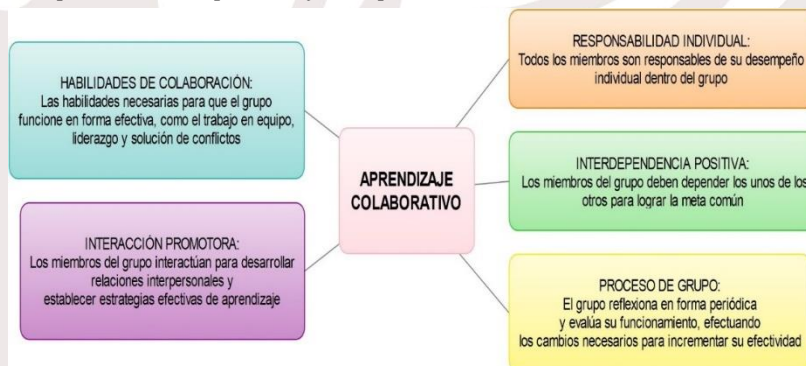 HABILIDADES DE COLABORACIÓN:
Las habilidades necesarias para que el grupo
funcione en forma efectiva, como el trabajo en equipo,
liderazgo y solución de conflictos
INTERACCIÓN PROMOTORA:
Los miembros del grupo interactúan para desarrollar
relaciones interpersonales y
establecer estrategias efectivas de aprendizaje
APRENDIZAJE
COLABORATIVO
RESPONSABILIDAD INDIVIDUAL:
Todos los miembros son responsables de su desempeño
individual dentro del grupo
INTERDEPENDENCIA POSITIVA:
Los miembros del grupo deben depender los unos de los
otros para lograr la meta común
PROCESO DE GRUPO:
El grupo reflexiona en forma periódica
y evalúa su funcionamiento, efectuando
los cambios necesarios para incrementar su efectividad